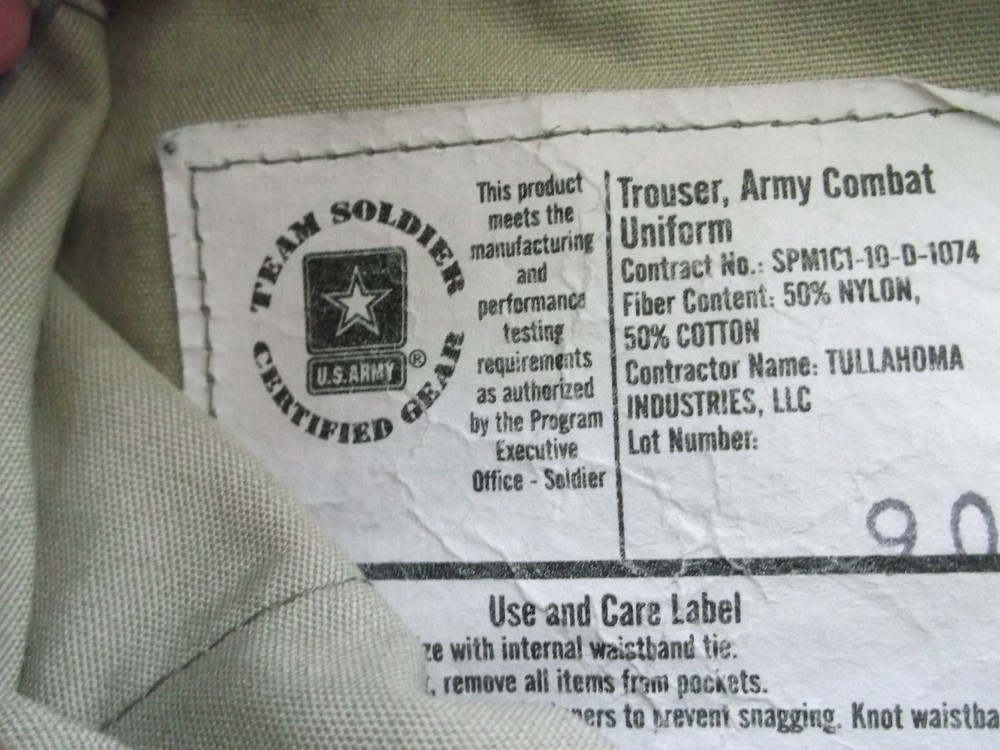 TEAM SOLDIER
U.S.ARMY ®
CERTIFIED GEAR
This product
meets the
manufacturing
and
performance
testing
requirements
as authorized
by the Program
Executive
Office - Soldier
Trouser, Army Combat
Uniform
Contract No.: SPM1C1-10-D-1074
Fiber Content: 50% NYLON,
50% COTTON
Contractor Name: TULLAHOMA
INDUSTRIES, LLC
Lot Number:
90
Use and Care Label
with internal waistband tie.
remove all items from pockets.
to prevent snagging. Knot